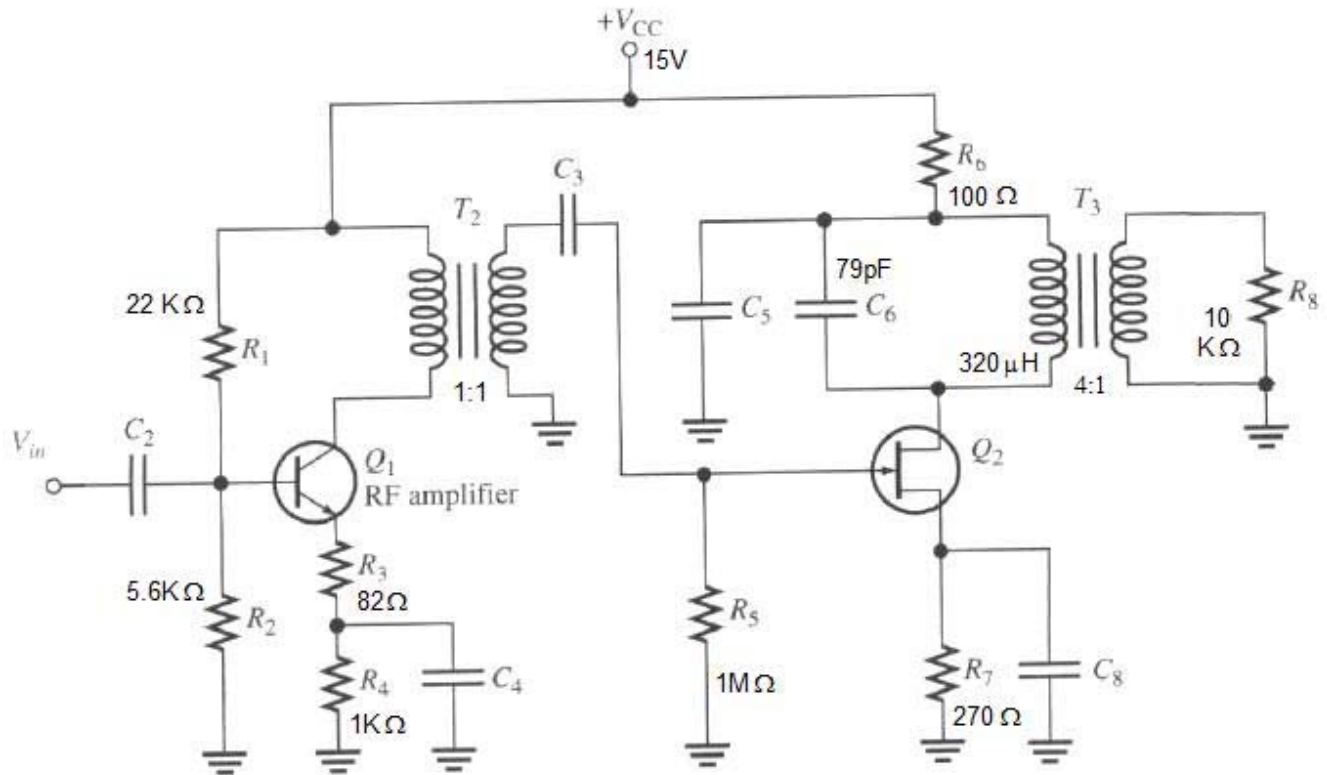 +V_CC
15V
R_6
100 Ω
C_3
T_2
T_3
79pF
22 KΩ
R_1
C_5
C_6
R_8
10
KΩ
320 μH
1:1
4:1
C_2
V_in
Q_1
RF amplifier
Q_2
R_3
82Ω
5.6KΩ
R_2
R_5
1MΩ
R_4
C_4
1KΩ
R_7
C_8
270 Ω